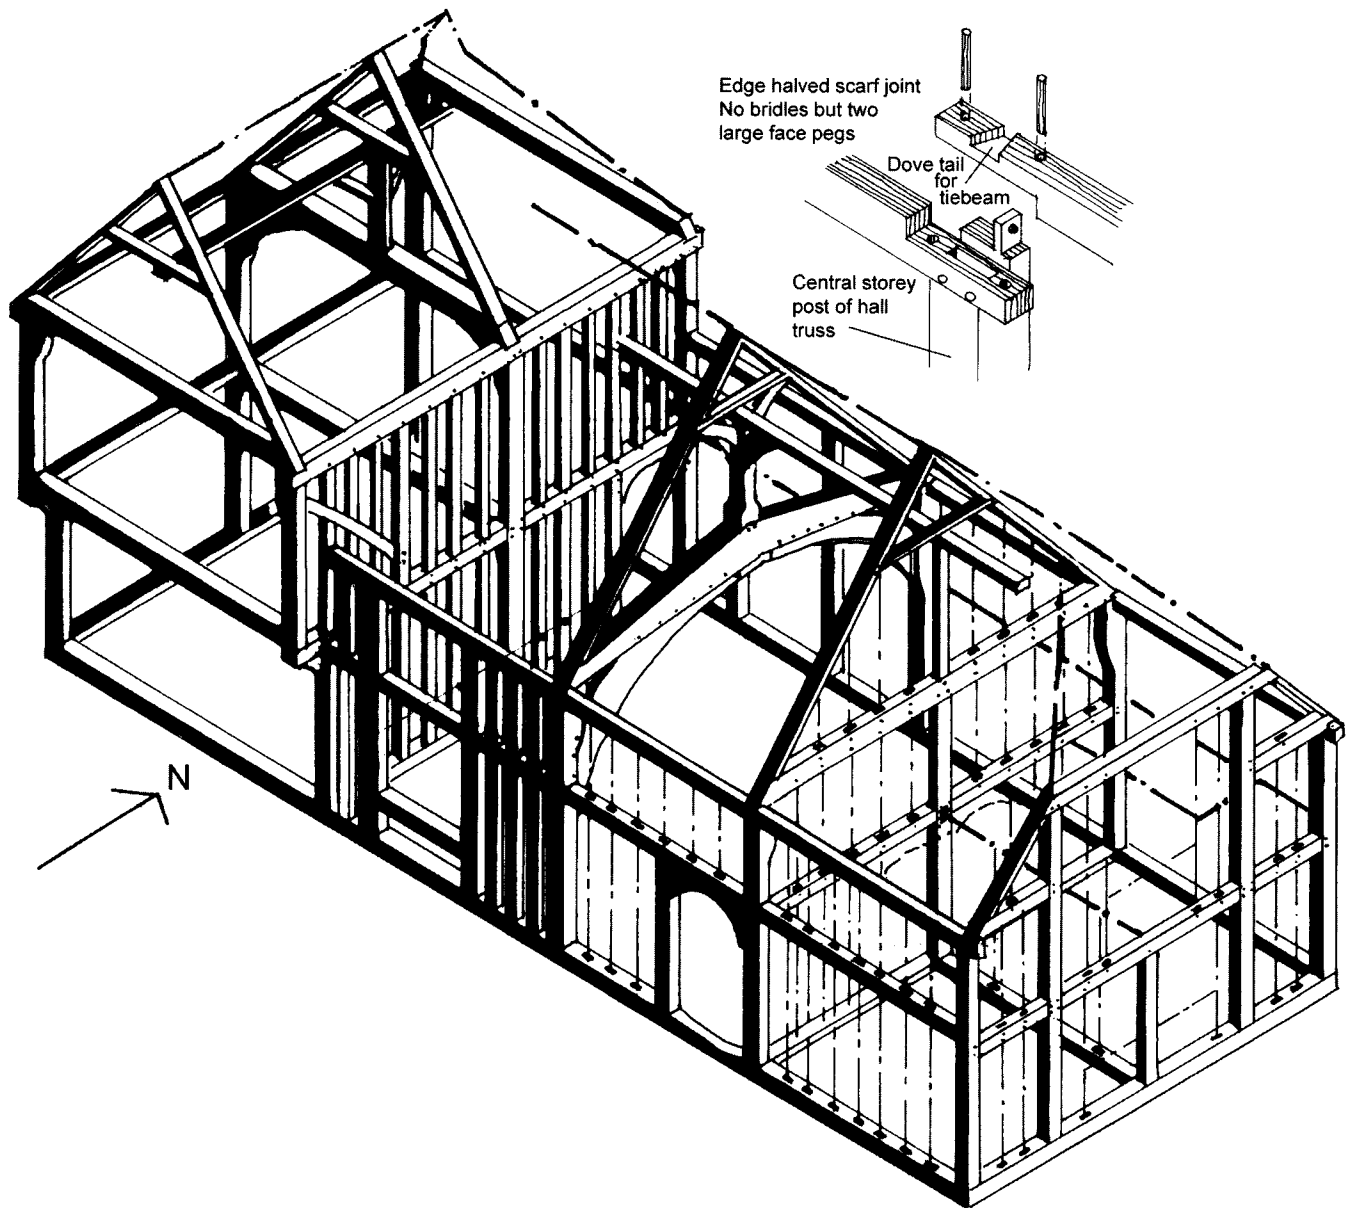 Edge halved scarf joint
No bridles but two
large face pegs
Dove tail
for
tiebeam
Central storey
post of hall
truss
N